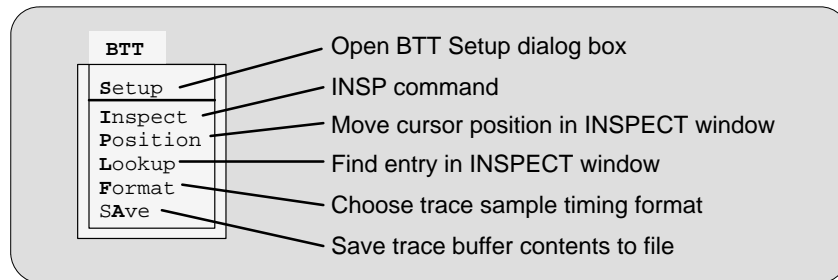 BTT
Setup
Inspect
Position
Lookup
Format
SAve
Open BTT Setup dialog box
INSP command
Move cursor position in INSPECT window
Find entry in INSPECT window
Choose trace sample timing format
Save trace buffer contents to file